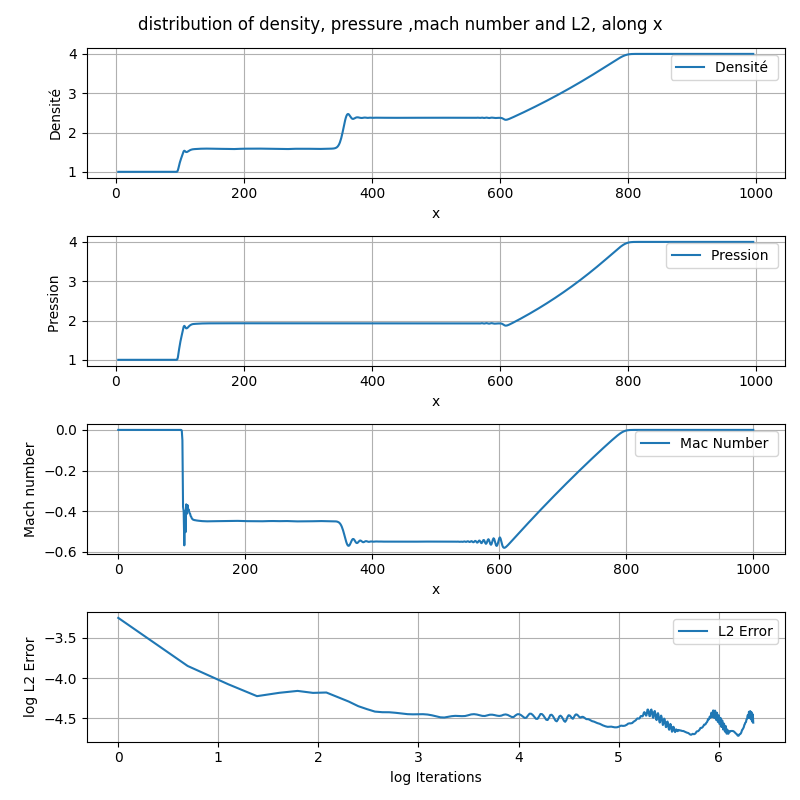 distribution of density, pressure ,mach number and L2, along x
4
3
2
1
Densité
Densité
0 200 400 600 800 1000
x
4
3
2
1
Pression
Pression
0 200 400 600 800 1000
x
0.0
−0.2
−0.4
−0.6
Mach number
Mac Number
0 200 400 600 800 1000
x
−3.5
−4.0
−4.5
log L2 Error
L2 Error
0 1 2 3 4 5 6
log Iterations